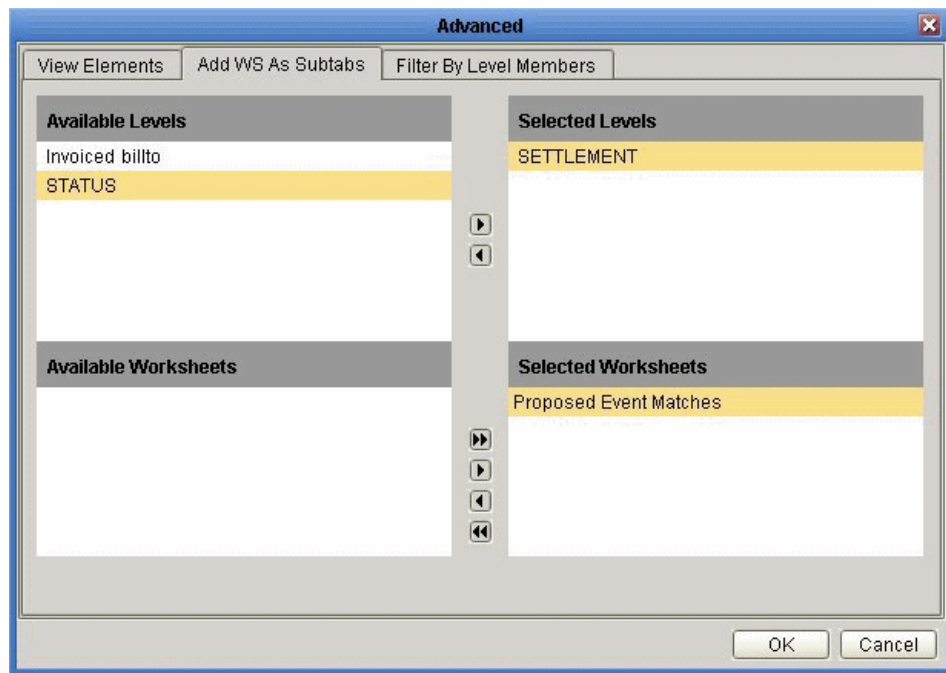 Advanced
View Elements
Add WS As Subtabs
Filter By Level Members
Available Levels
Invoiced billto
STATUS
Selected Levels
SETTLEMENT
Available Worksheets
Selected Worksheets
Proposed Event Matches
OK
Cancel